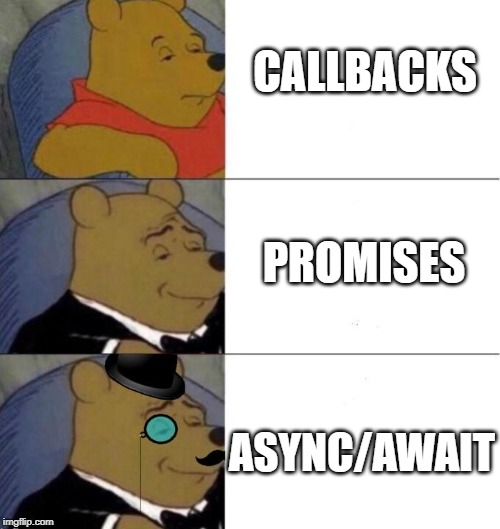 CALLBACKS
PROMISES
ASYNC/AWAIT
imgflip.com